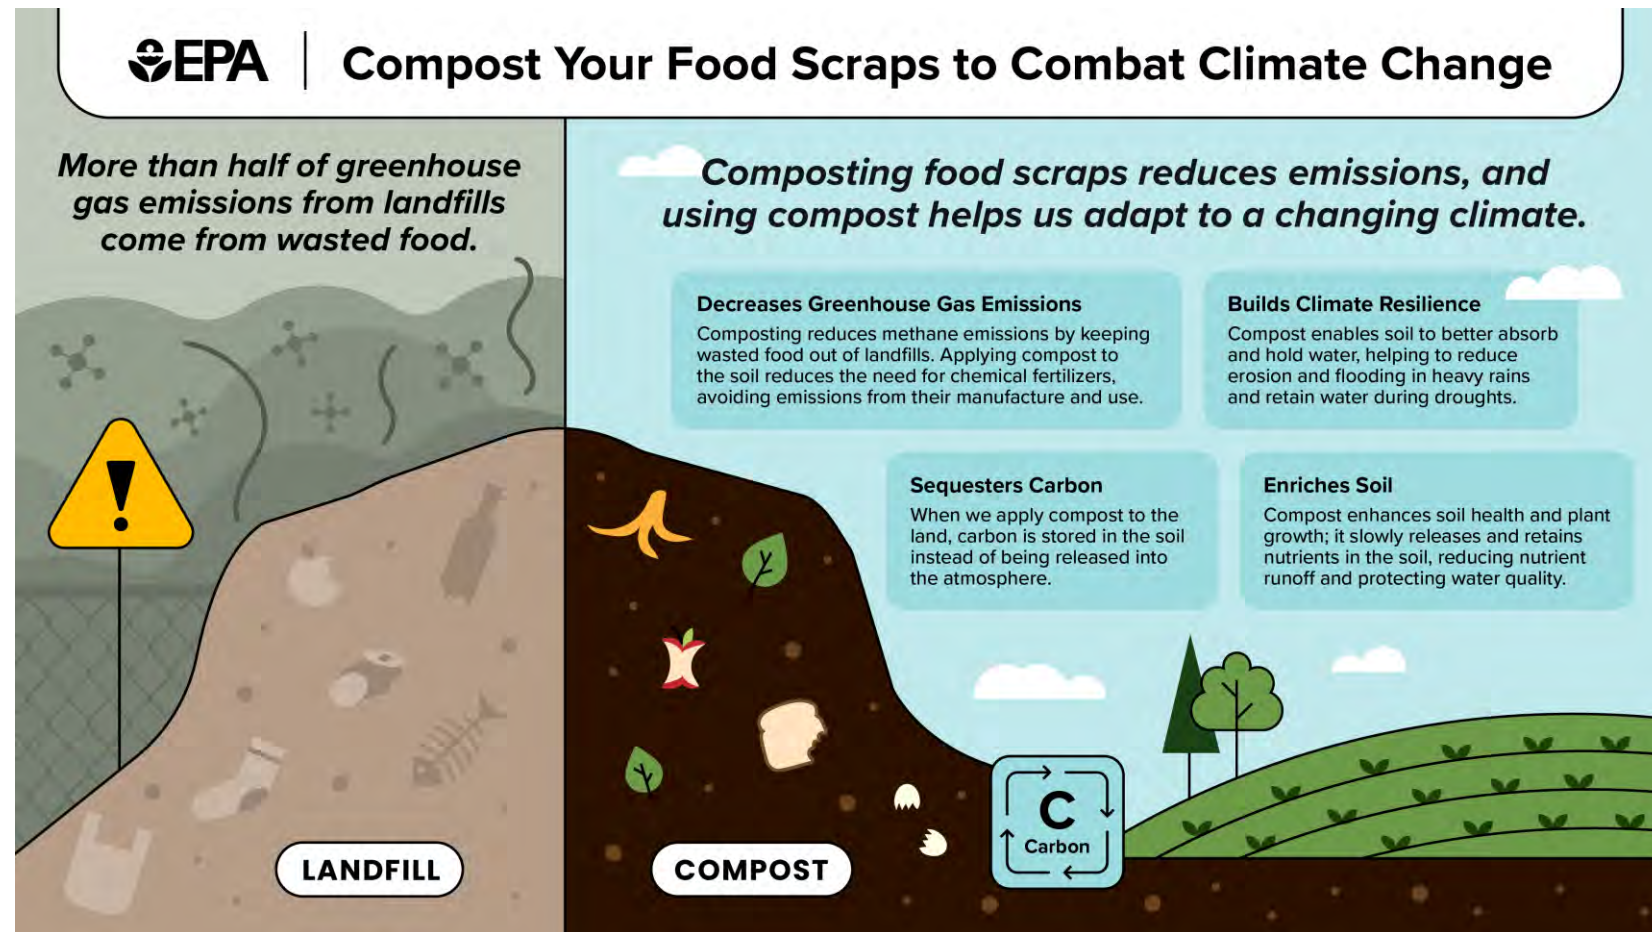 EPA
Compost Your Food Scraps to Combat Climate Change
More than half of greenhouse
gas emissions from landfills
come from wasted food.
Composting food scraps reduces emissions, and
using compost helps us adapt to a changing climate.
Decreases Greenhouse Gas Emissions
Composting reduces methane emissions by keeping
wasted food out of landfills. Applying compost to
the soil reduces the need for chemical fertilizers,
avoiding emissions from their manufacture and use.
Builds Climate Resilience
Compost enables soil to better absorb
and hold water, helping to reduce
erosion and flooding in heavy rains
and retain water during droughts.
Sequesters Carbon
When we apply compost to the
land, carbon is stored in the soil
instead of being released into
the atmosphere.
Enriches Soil
Compost enhances soil health and plant
growth; it slowly releases and retains
nutrients in the soil, reducing nutrient
runoff and protecting water quality.
!
C
Carbon
LANDFILL
COMPOST